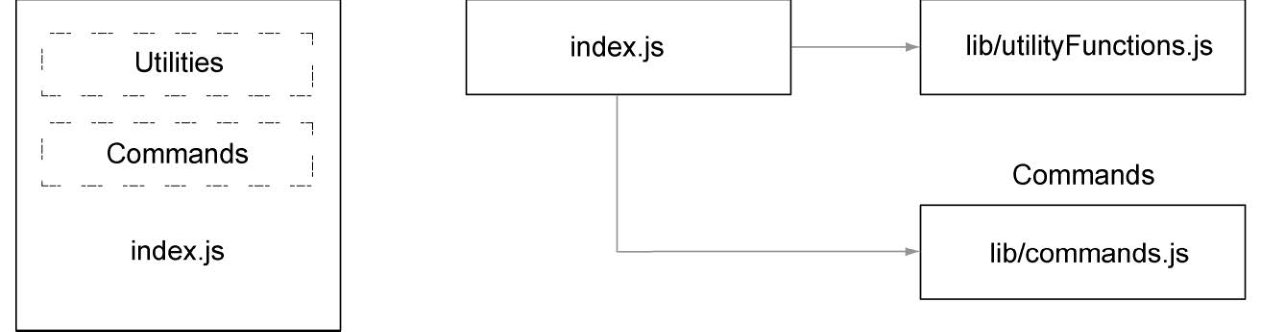 Utilities
Commands
index.js
index.js
lib/utilityFunctions.js
Commands
lib/commands.js